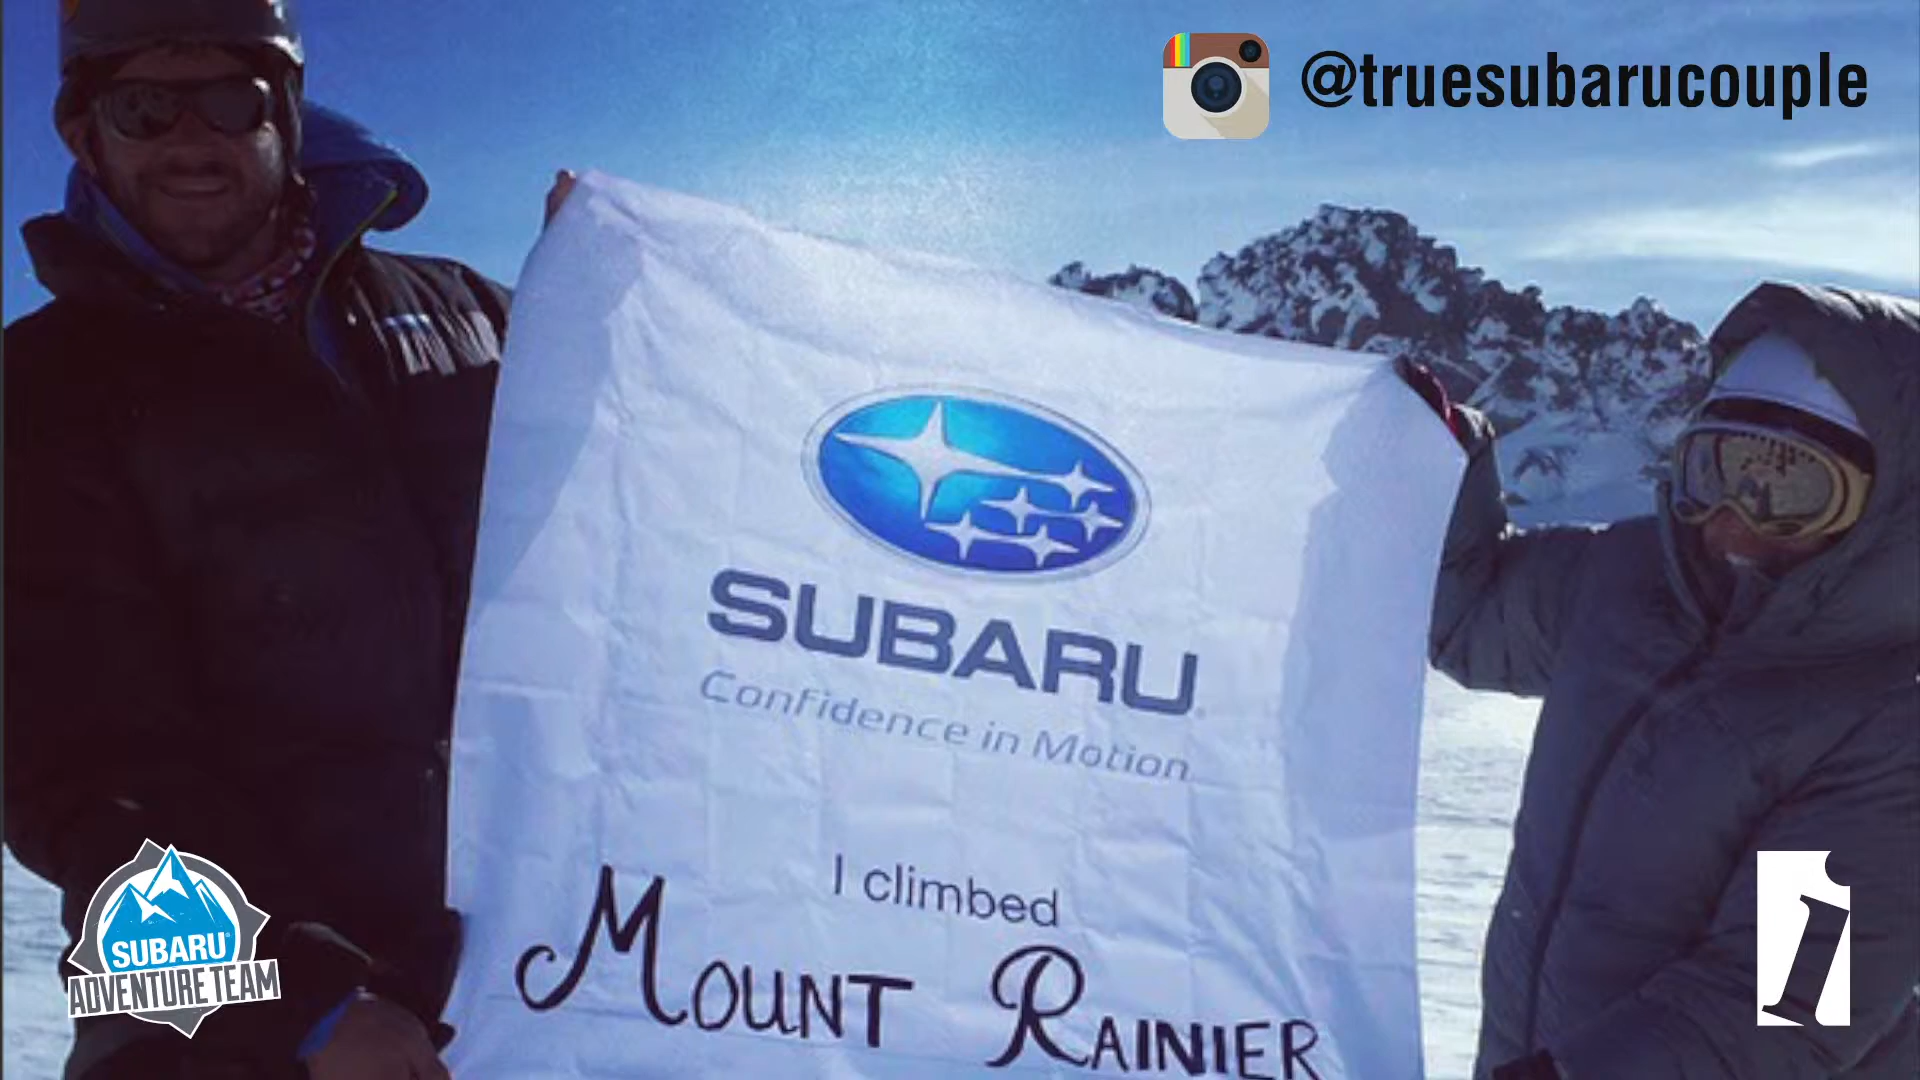 @truesubarucouple
SUBARU
Confidence in Motion
I climbed
MOUNT RAINIER
SUBARU
ADVENTURE TEAM
i